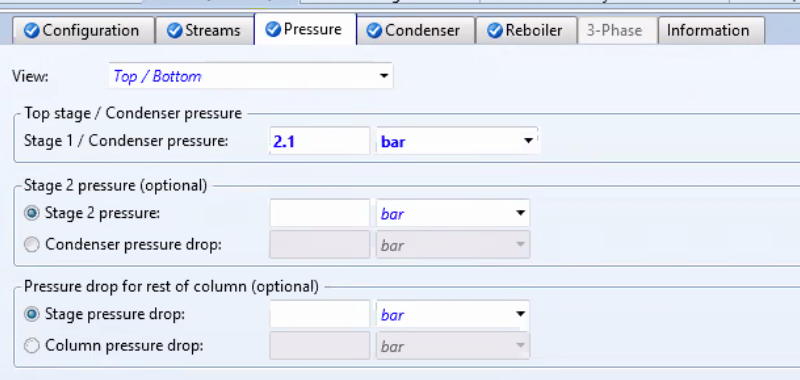 Configuration Streams Pressure Condenser Reboiler 3-Phase Information
View: Top / Bottom
Top stage / Condenser pressure
Stage 1 / Condenser pressure: 2.1 bar
Stage 2 pressure (optional)
Stage 2 pressure: bar
Condenser pressure drop: bar
Pressure drop for rest of column (optional)
Stage pressure drop: bar
Column pressure drop: bar